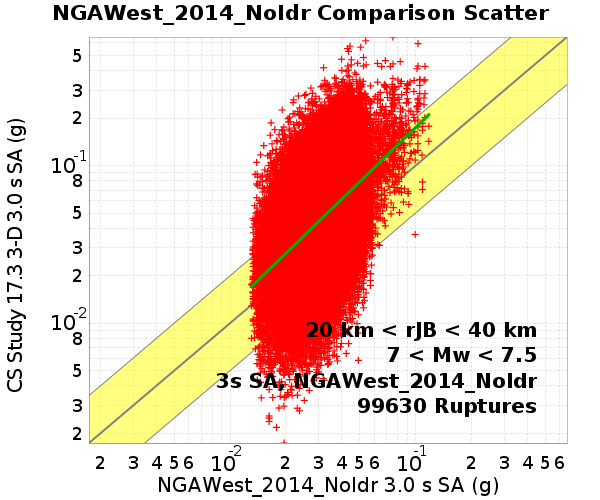 NGAWest_2014_NoIdr Comparison Scatter
CS Study 17.3 3-D 3.0 s SA (g)
5
3
2
10-1
8
5
3
2
10-2
8
5
3
2
20 km < rJB < 40 km
7 < Mw < 7.5
3s SA, NGAWest_2014_NoIdr
99630 Ruptures
2 3 4 5 6 10-2 2 3 4 5 6 10-1 2 3 4 5 6
NGAWest_2014_NoIdr 3.0 s SA (g)